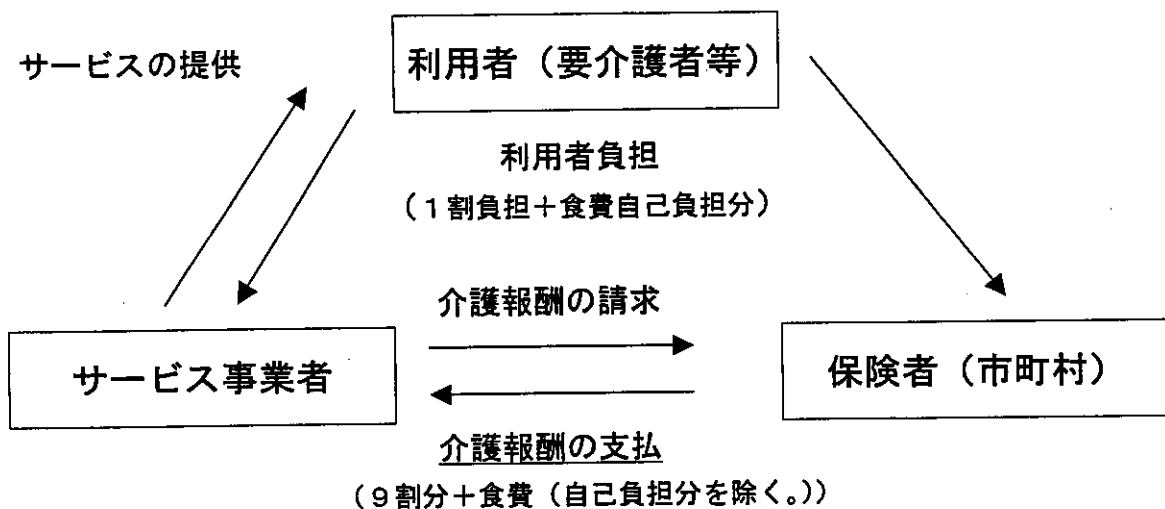 サービスの提供
利用者（要介護者等）
利用者負担
（１割負担＋食費自己負担分）
介護報酬の請求
サービス事業者
保険者（市町村）
介護報酬の支払
（９割分＋食費（自己負担分を除く。））